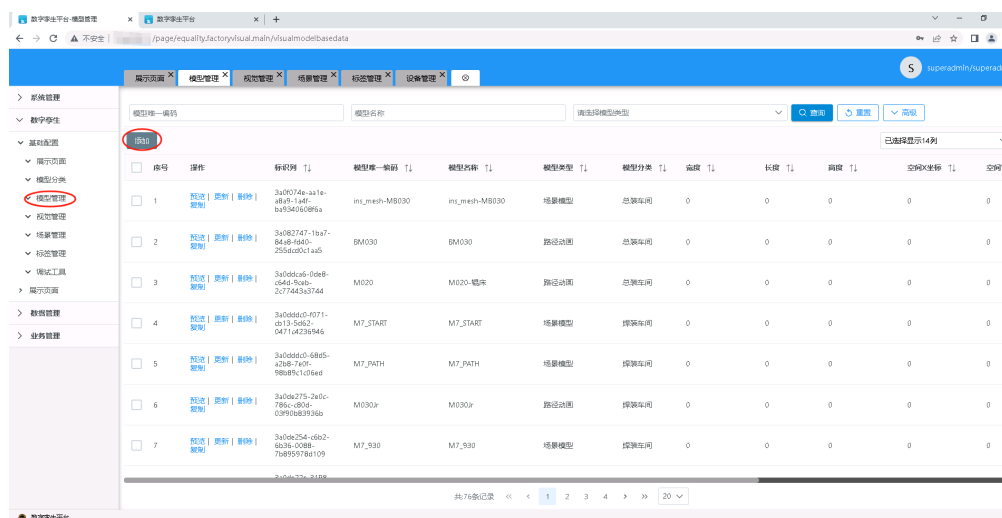 数字孪生平台-模型管理 × 数字孪生平台 × +
不安全 | /page/equality.factoryvisual.main/visualmodelbasedata
S superadmin/superad
展示页面 × 模型管理 × 视觉管理 × 场景管理 × 标签管理 × 设备管理 ×
系统管理
数字孪生
基础配置
展示页面
模型分类
模型管理
视觉管理
场景管理
标签管理
调试工具
展示页面
数据管理
业务管理
模型唯一编码 模型名称 请选择模型类型 查询 重置 高级
添加 已选择显示14列
序号 操作 标识列 模型唯一编码 模型名称 模型类型 模型分类 宽度 长度 高度 空间X坐标 空间
1 预览 | 更新 | 删除 | 复制 3a0f074e-aa1e-a8a9-1a4f-ba9340608f6a ins_mesh-MB030 ins_mesh-MB030 场景模型 总装车间 0 0 0 0 0
2 预览 | 更新 | 删除 | 复制 3a082747-1ba7-84a8-fd40-255dcd0c1aa5 BM030 BM030 路径动画 总装车间 0 0 0 0 0
3 预览 | 更新 | 删除 | 复制 3a0ddca6-0de8-c64d-9ceb-2c77443a3744 M020 M020-辊床 路径动画 总装车间 0 0 0 0 0
4 预览 | 更新 | 删除 | 复制 3a0dddc0-f071-cb13-5d62-0471c4236946 M7_START M7_START 场景模型 焊装车间 0 0 0 0 0
5 预览 | 更新 | 删除 | 复制 3a0dddc0-68d5-a2b8-7e0f-98b89c1c06ed M7_PATH M7_PATH 场景模型 焊装车间 0 0 0 0 0
6 预览 | 更新 | 删除 | 复制 3a0de275-2e0c-786c-c80d-03f90b83936b M030Jr M030Jr 路径动画 焊装车间 0 0 0 0 0
7 预览 | 更新 | 删除 | 复制 3a0de254-c6b2-6b36-0088-7b895978d109 M7_930 M7_930 场景模型 焊装车间 0 0 0 0 0
共76条记录 1 2 3 4 20
数字孪生平台